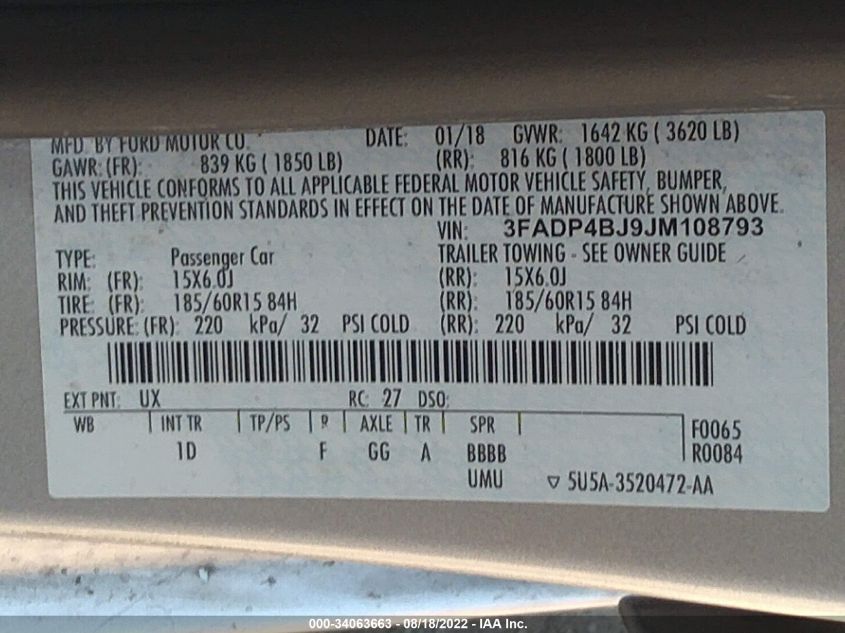 MFD. BY FORD MOTOR CO. DATE: 01/18 GVWR: 1642 KG ( 3620 LB)
GAWR: (FR): 839 KG ( 1850 LB) (RR): 816 KG ( 1800 LB)
THIS VEHICLE CONFORMS TO ALL APPLICABLE FEDERAL MOTOR VEHICLE SAFETY, BUMPER,
AND THEFT PREVENTION STANDARDS IN EFFECT ON THE DATE OF MANUFACTURE SHOWN ABOVE.
VIN: 3FADP4BJ9JM108793
TYPE: Passenger Car TRAILER TOWING - SEE OWNER GUIDE
RIM: (FR): 15X6.0J (RR): 15X6.0J
TIRE: (FR): 185/60R15 84H (RR): 185/60R15 84H
PRESSURE: (FR): 220 kPa/ 32 PSI COLD (RR): 220 kPa/ 32 PSI COLD
EXT PNT: UX RC: 27 DSO:
WB INT TR TP/PS R AXLE TR SPR F0065
1D F GG A BBBB R0084
UMU ▽ 5U5A-3520472-AA
000-34063663 - 08/18/2022 - IAA Inc.